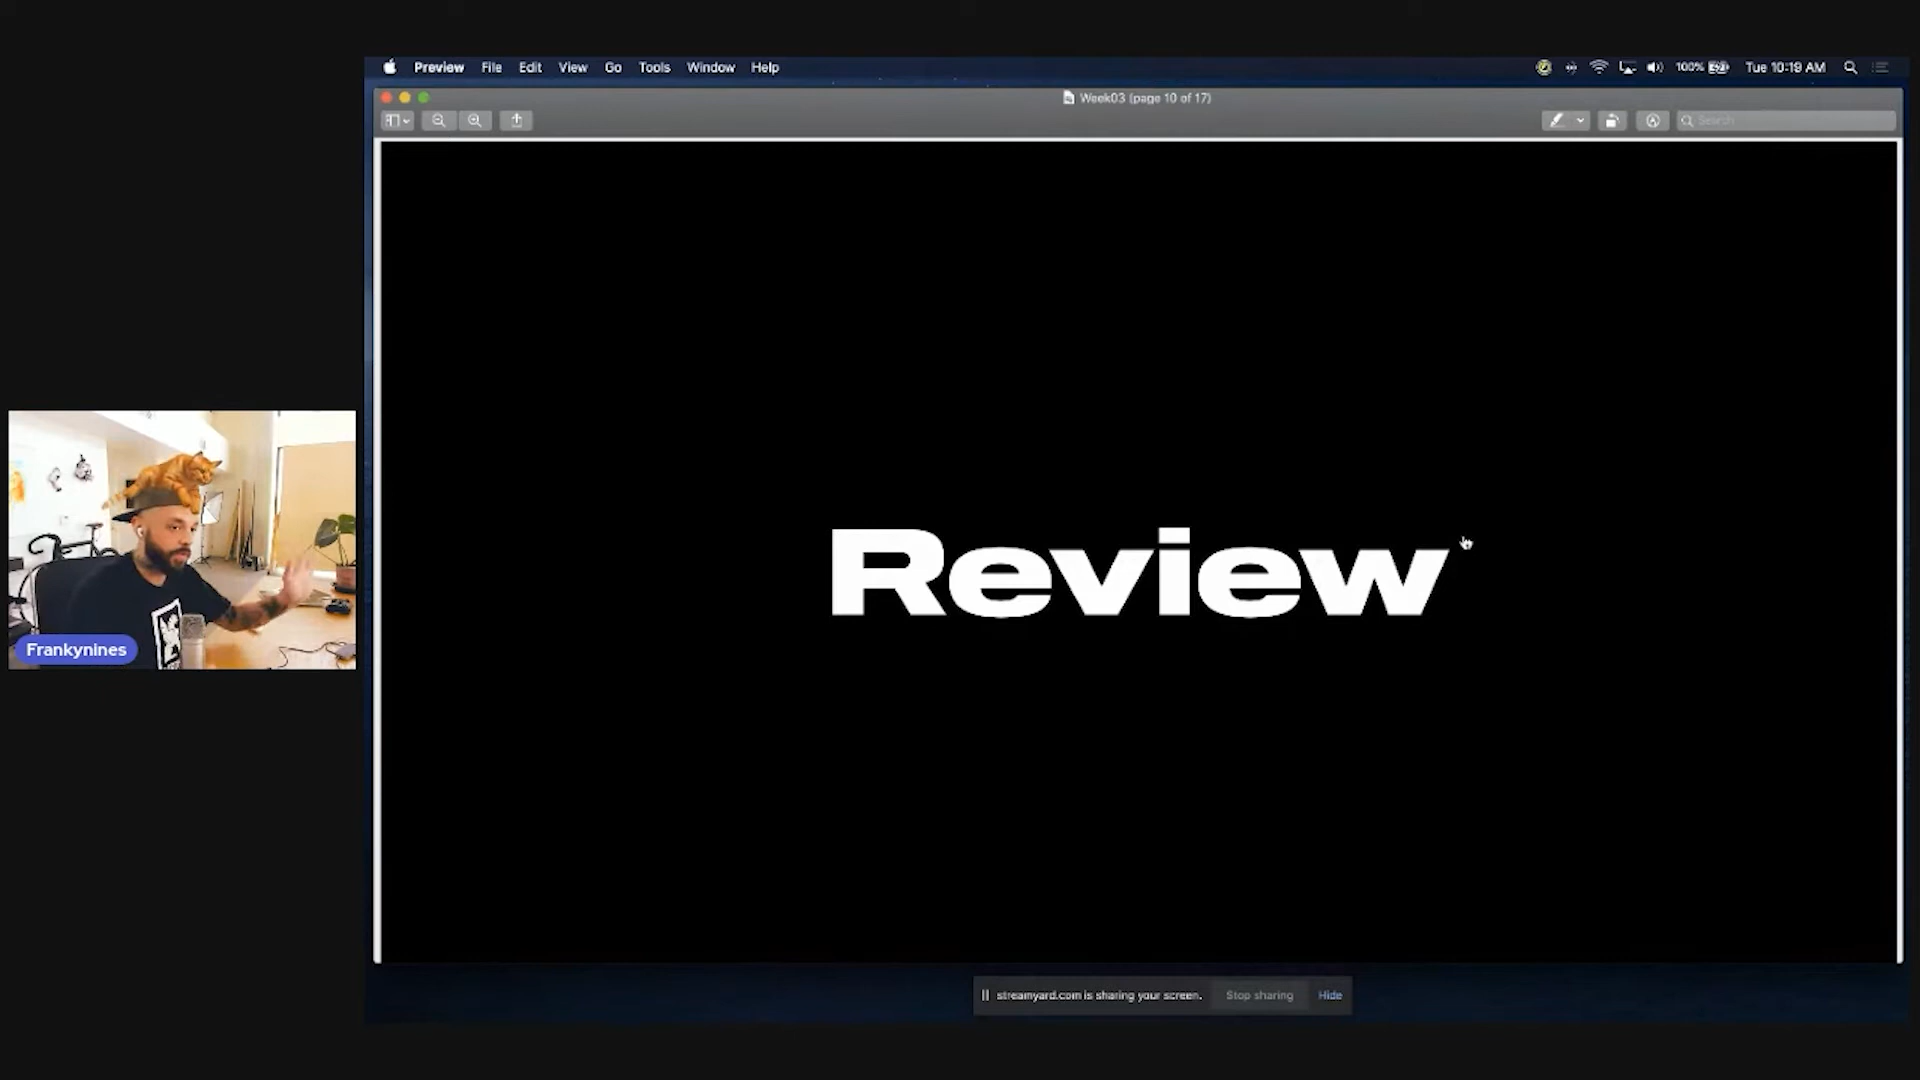 Preview File Edit View Go Tools Window Help
100% Tue 10:19 AM
Week03 (page 10 of 17)
Search
Review
Frankynines
streamyard.com is sharing your screen. Stop sharing Hide